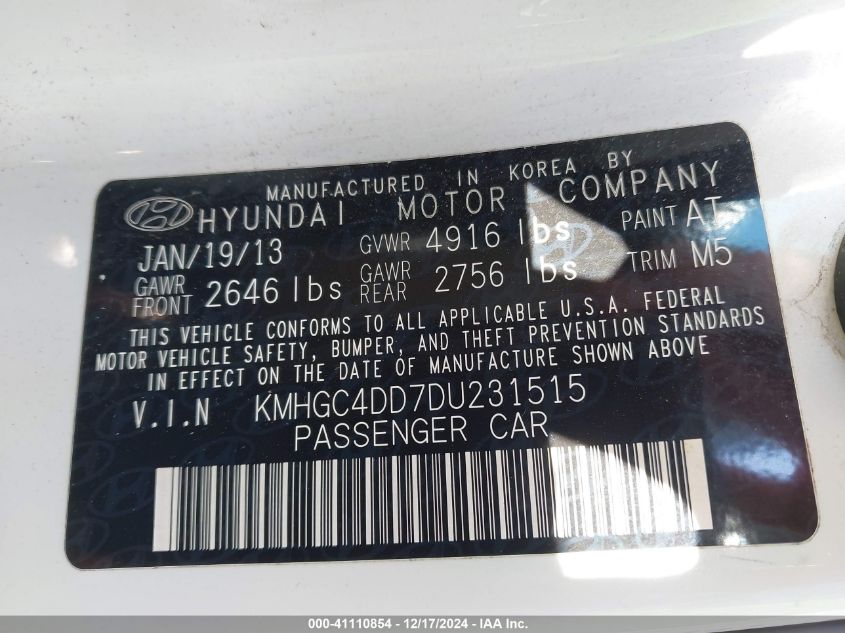 MANUFACTURED IN KOREA BY
HYUNDAI MOTOR COMPANY
JAN/19/13 GVWR 4916 lbs PAINT AT
GAWR FRONT 2646 lbs GAWR REAR 2756 lbs TRIM M5
THIS VEHICLE CONFORMS TO ALL APPLICABLE U.S.A. FEDERAL
MOTOR VEHICLE SAFETY, BUMPER, AND THEFT PREVENTION STANDARDS
IN EFFECT ON THE DATE OF MANUFACTURE SHOWN ABOVE
V.I.N KMHGC4DD7DU231515
PASSENGER CAR
000-41110854 / 12/17/2024 - IAA Inc.